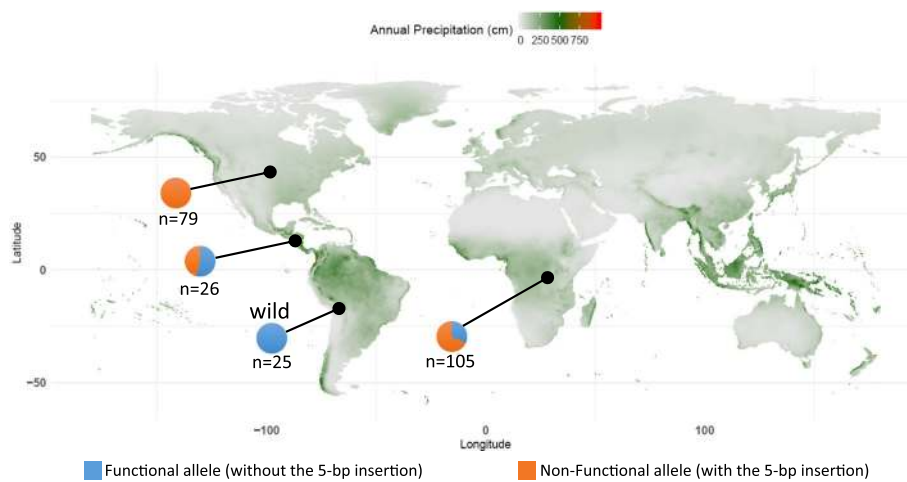 Annual Precipitation (cm)
0 250 500 750
50
n=79
Latitude
0
n=26
wild
n=25
n=105
−50
−100 0 100
Longitude
Functional allele (without the 5-bp insertion)
Non-Functional allele (with the 5-bp insertion)